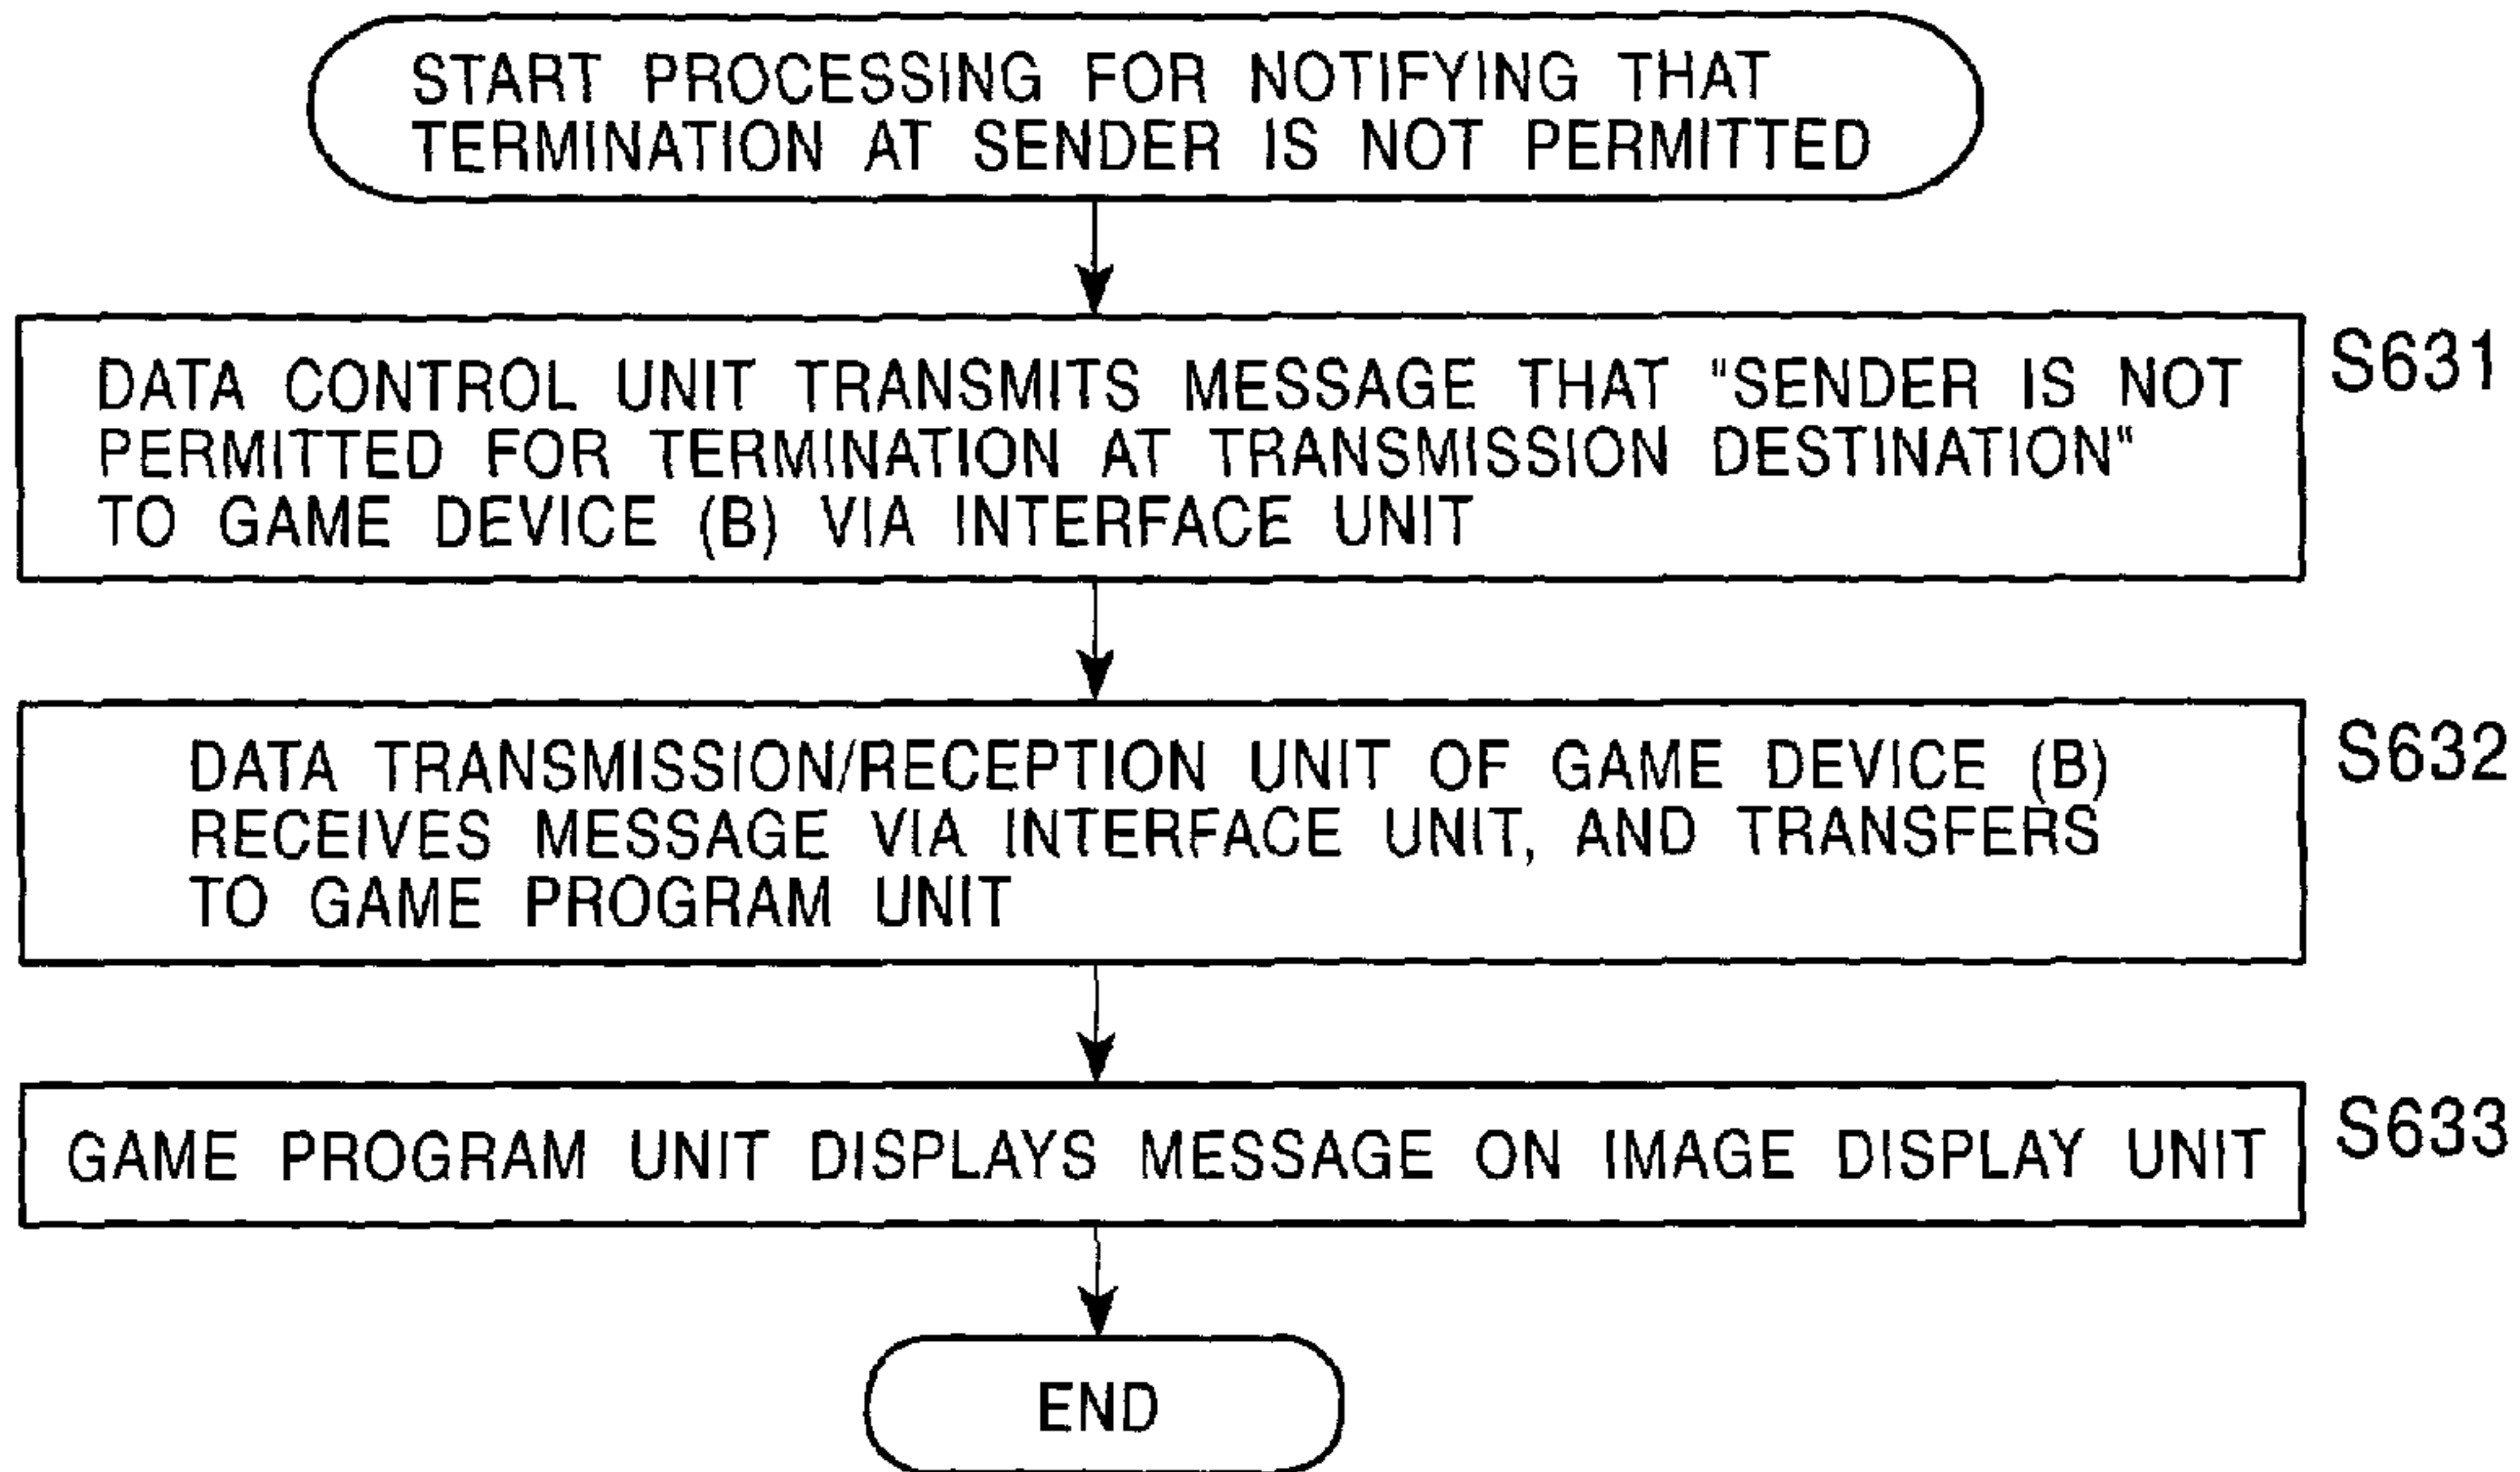 START PROCESSING FOR NOTIFYING THAT
TERMINATION AT SENDER IS NOT PERMITTED
DATA CONTROL UNIT TRANSMITS MESSAGE THAT "SENDER IS NOT
PERMITTED FOR TERMINATION AT TRANSMISSION DESTINATION"
TO GAME DEVICE (B) VIA INTERFACE UNIT
S631
DATA TRANSMISSION/RECEPTION UNIT OF GAME DEVICE (B)
RECEIVES MESSAGE VIA INTERFACE UNIT, AND TRANSFERS
TO GAME PROGRAM UNIT
S632
GAME PROGRAM UNIT DISPLAYS MESSAGE ON IMAGE DISPLAY UNIT
S633
END